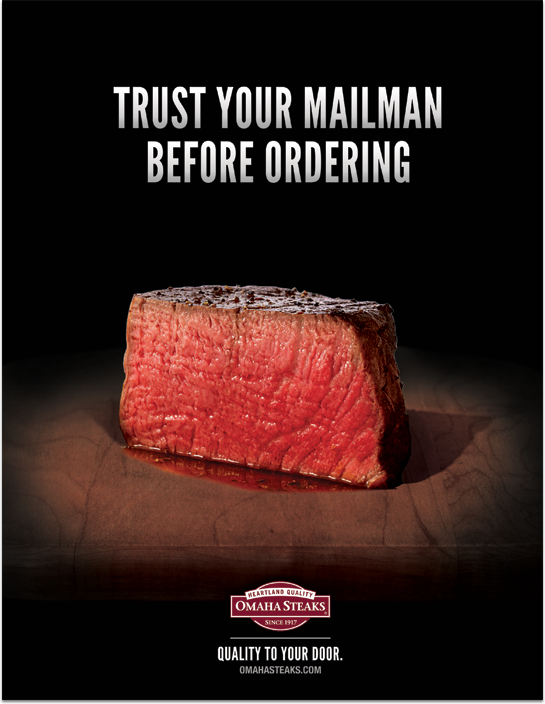 TRUST YOUR MAILMAN
BEFORE ORDERING
HEARTLAND QUALITY
OMAHA STEAKS®
SINCE 1917
QUALITY TO YOUR DOOR.
OMAHASTEAKS.COM